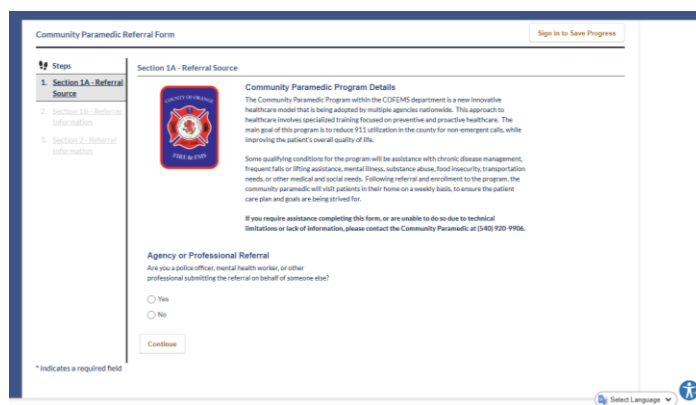 Community Paramedic Referral Form
Sign in to Save Progress
Steps
1. Section 1A - Referral
Source
2. Section 1B - Referree
Information
3. Section 2 - Referral
Information
Section 1A - Referral Source
COUNTY OF ORANGE
FIRE & EMS
Community Paramedic Program Details
The Community Paramedic Program within the COFEMS department is a new innovative
healthcare model that is being adopted by multiple agencies nationwide. This approach to
healthcare involves specialized training focused on preventive and proactive healthcare. The
main goal of this program is to reduce 911 utilization in the county for non-emergent calls, while
improving the patient's overall quality of life.
Some qualifying conditions for the program will be assistance with chronic disease management,
frequent falls or lifting assistance, mental illness, substance abuse, food insecurity, transportation
needs, or other medical and social needs. Following referral and enrollment to the program, the
community paramedic will visit patients in their home on a weekly basis, to ensure the patient
care plan and goals are being strived for.
If you require assistance completing this form, or are unable to do so due to technical
limitations or lack of information, please contact the Community Paramedic at (540) 920-9906.
Agency or Professional Referral
Are you a police officer, mental health worker, or other
professional submitting the referral on behalf of someone else?
Yes
No
Continue
* indicates a required field
Select Language